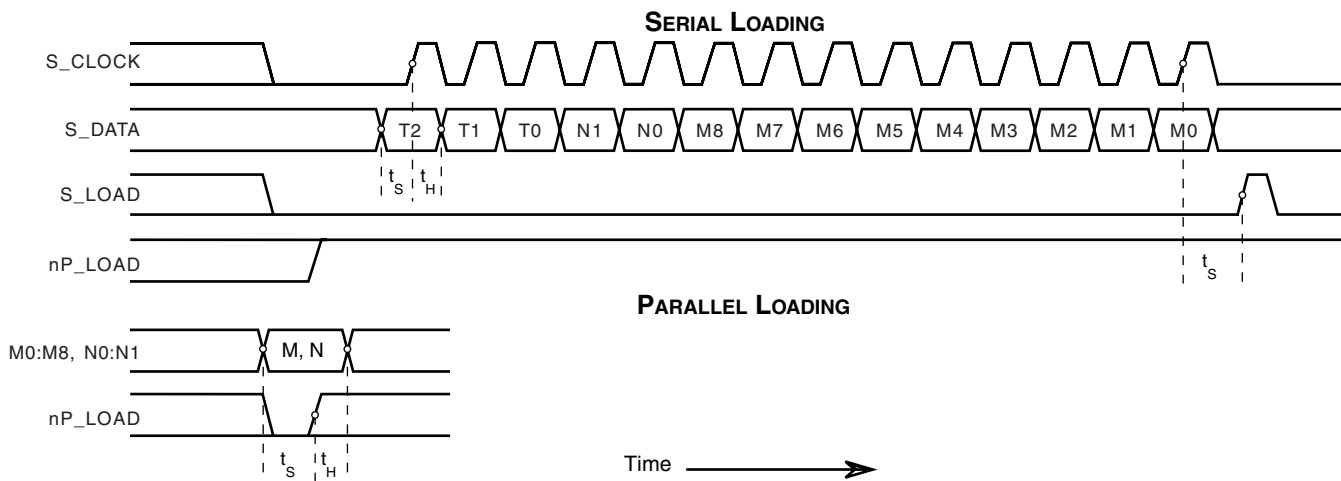 SERIAL LOADING
S_CLOCK
S_DATA T2 T1 T0 N1 N0 M8 M7 M6 M5 M4 M3 M2 M1 M0
tS tH
S_LOAD
nP_LOAD
tS
PARALLEL LOADING
M0:M8, N0:N1 M, N
nP_LOAD
tS tH
Time